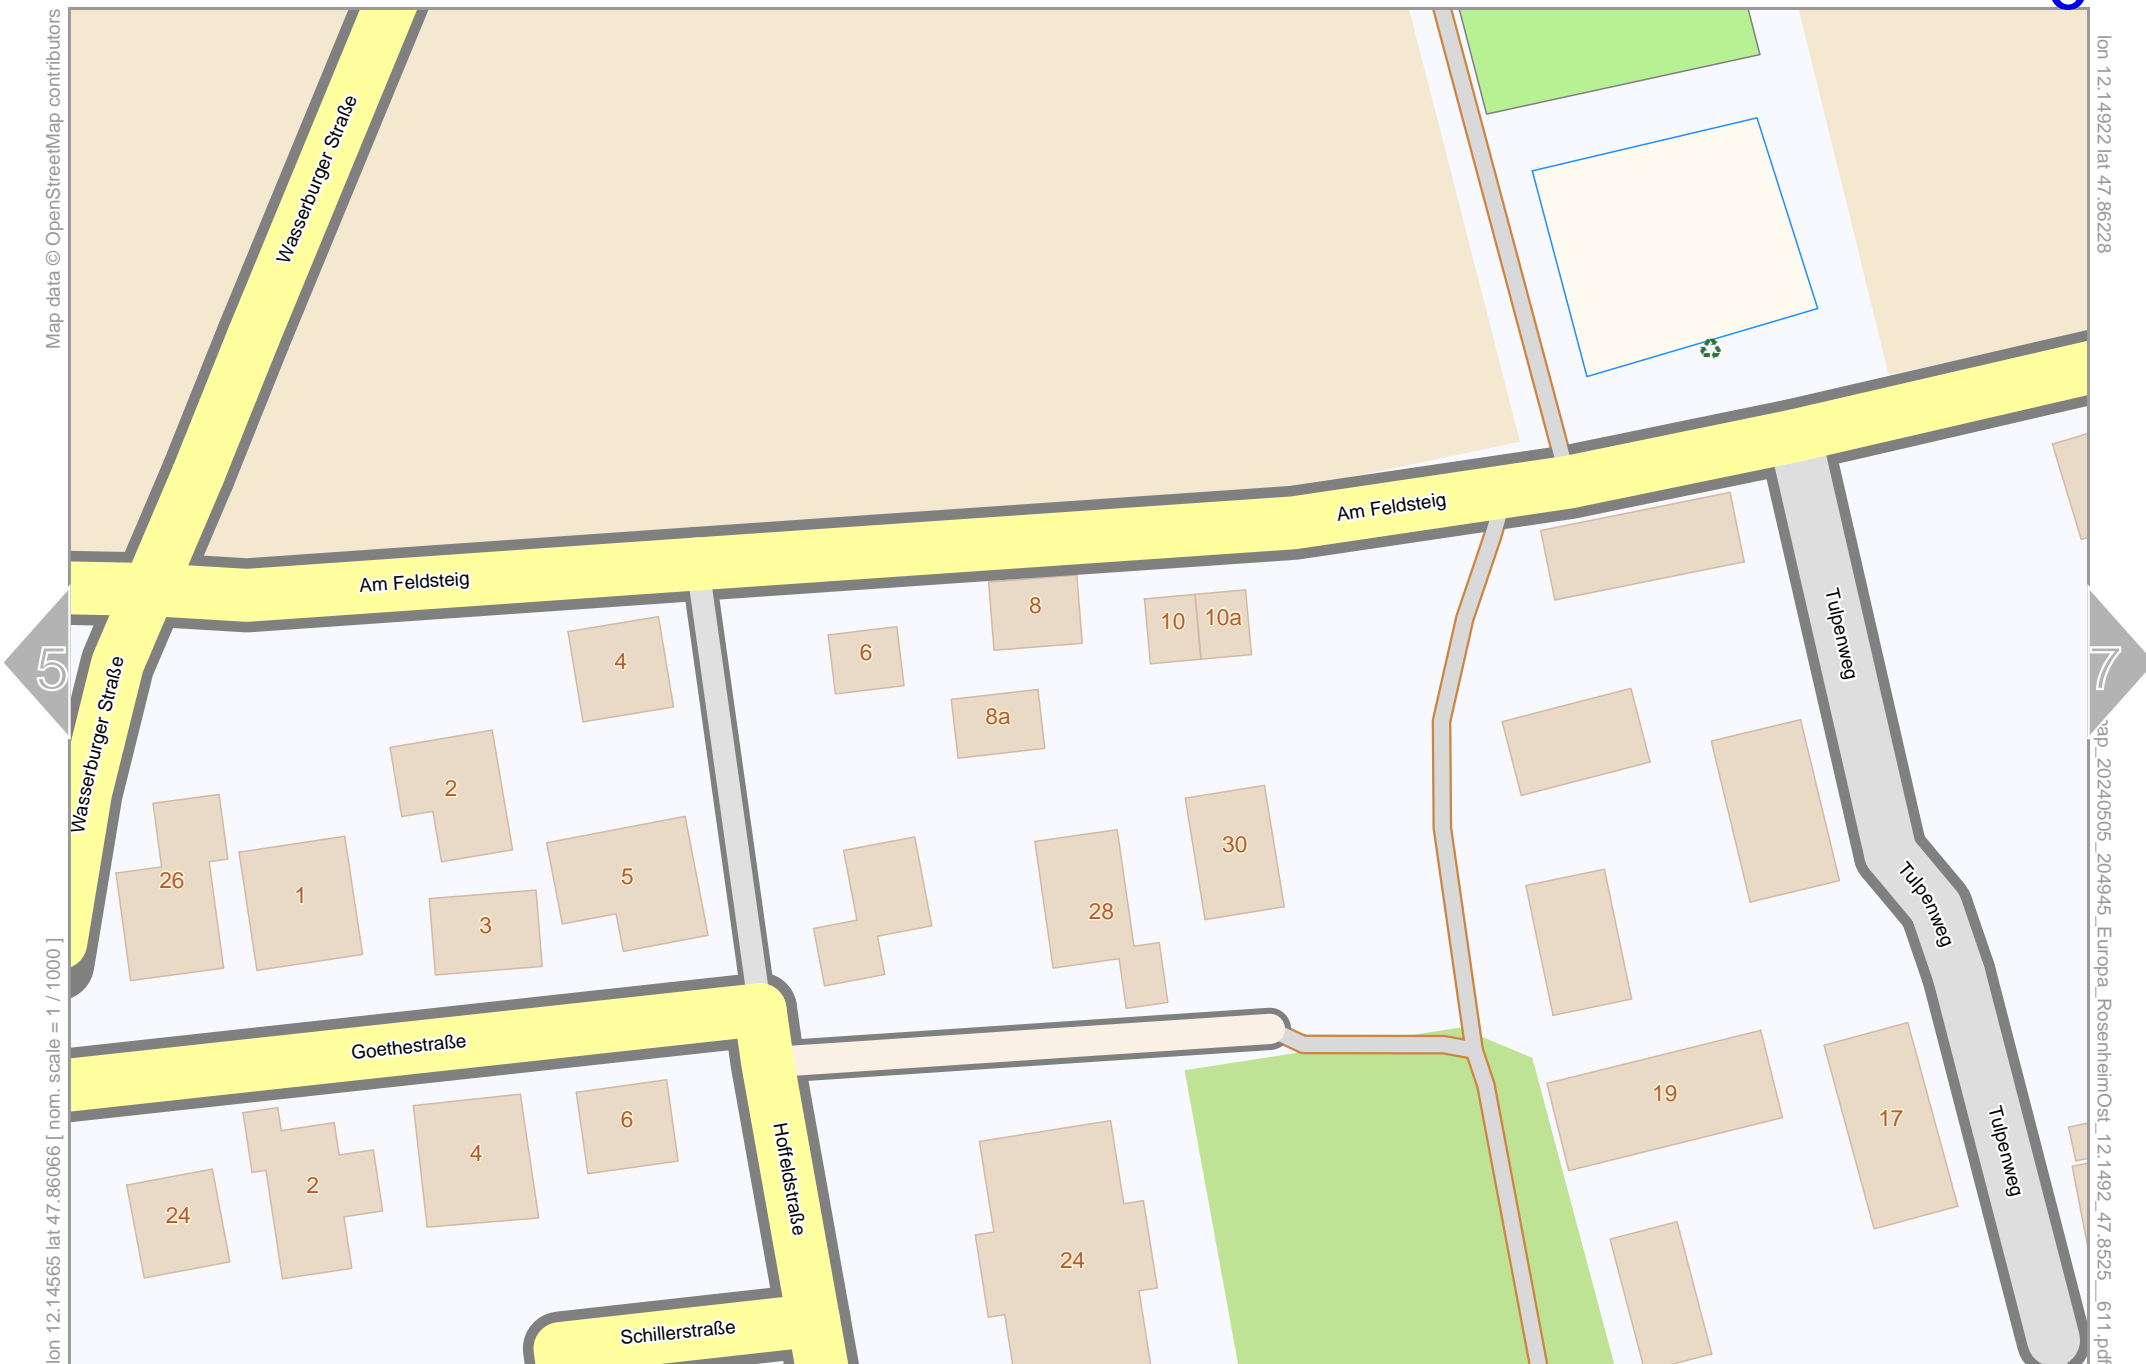 Map data © OpenStreetMap contributors
lon 12.14922 lat 47.86228
Wasserburger Straße
Am Feldsteig
Am Feldsteig
5
7
Wasserburger Straße
Tulpenweg
4
6
8
10
10a
8a
2
26
1
3
5
28
30
Tulpenweg
Goethestraße
Hoffeldstraße
24
2
4
6
24
19
17
Tulpenweg
Schillerstraße
lon 12.14565 lat 47.86066 [ nom. scale = 1 / 1000 ]
map_20240505_204945_Europa_RosenheimOst_12.1492_47.8525__611.pdf